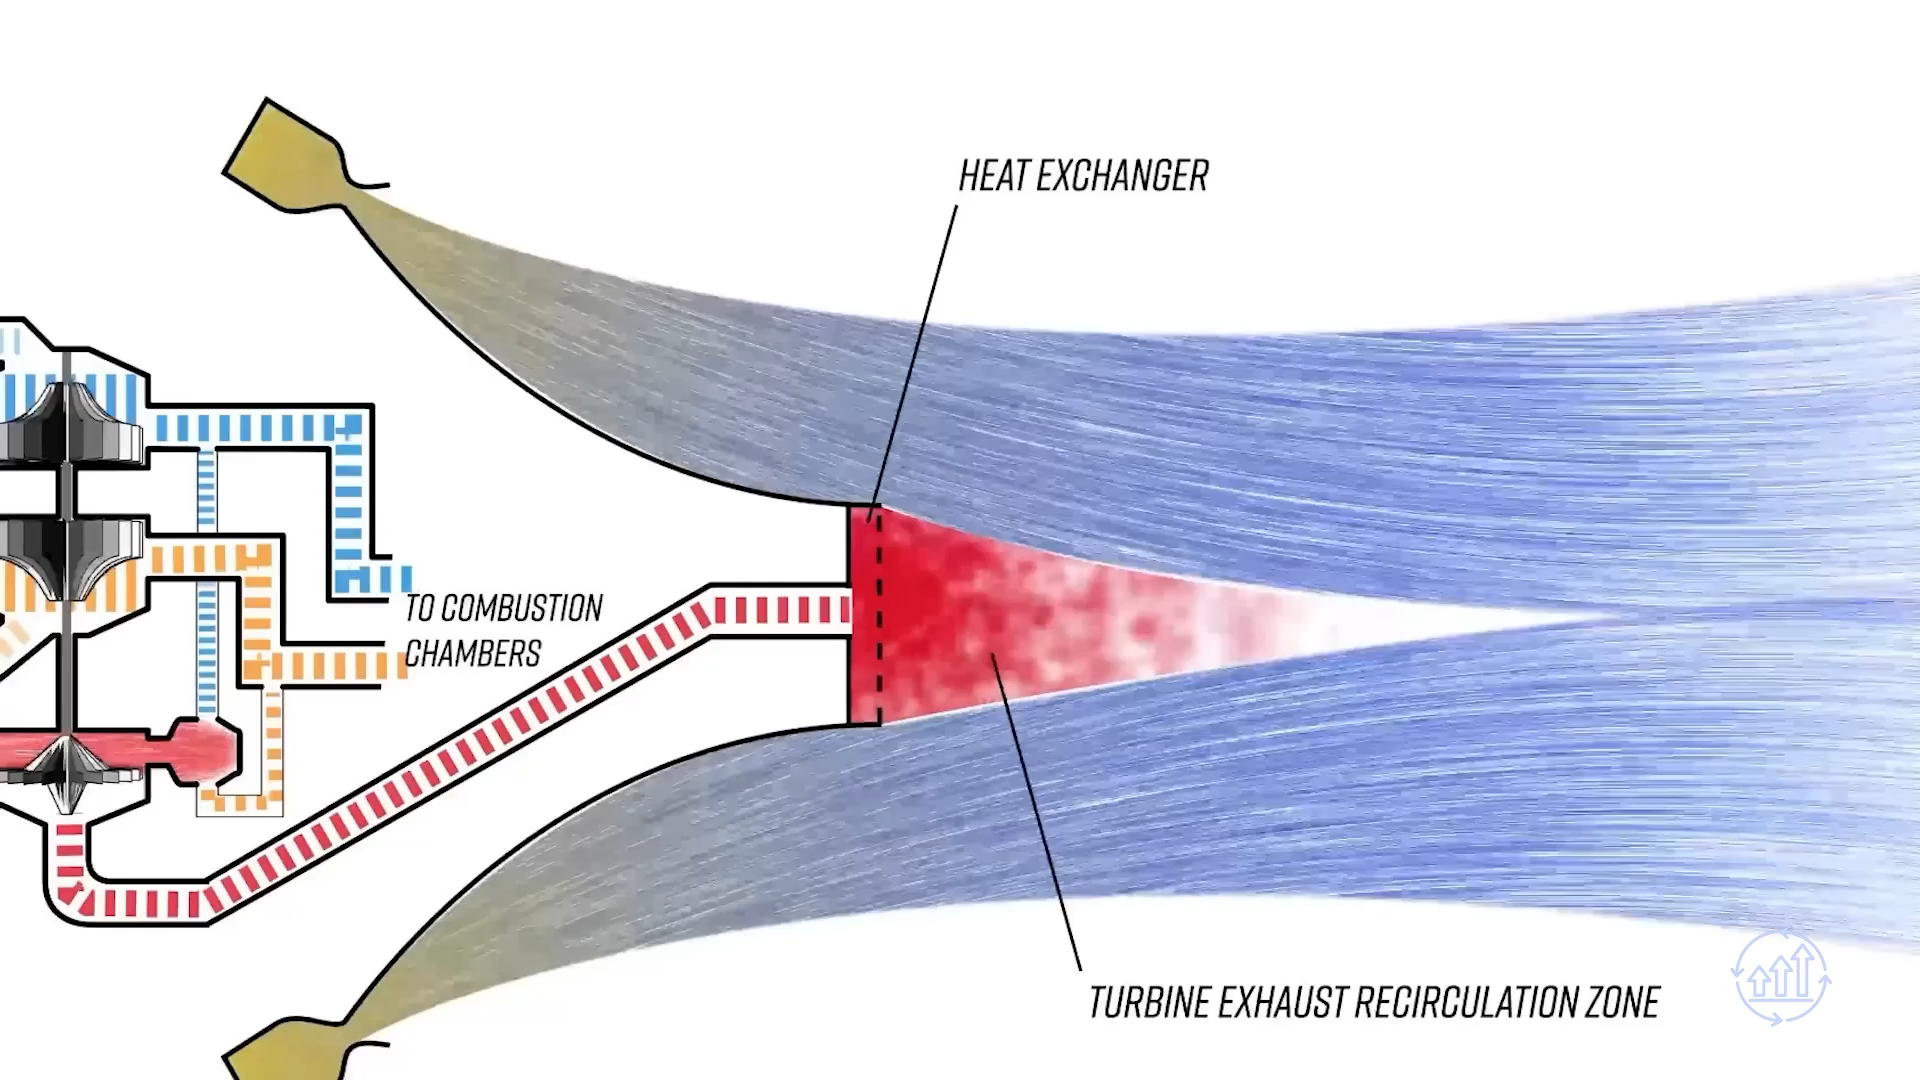 HEAT EXCHANGER
TO COMBUSTION
CHAMBERS
TURBINE EXHAUST RECIRCULATION ZONE